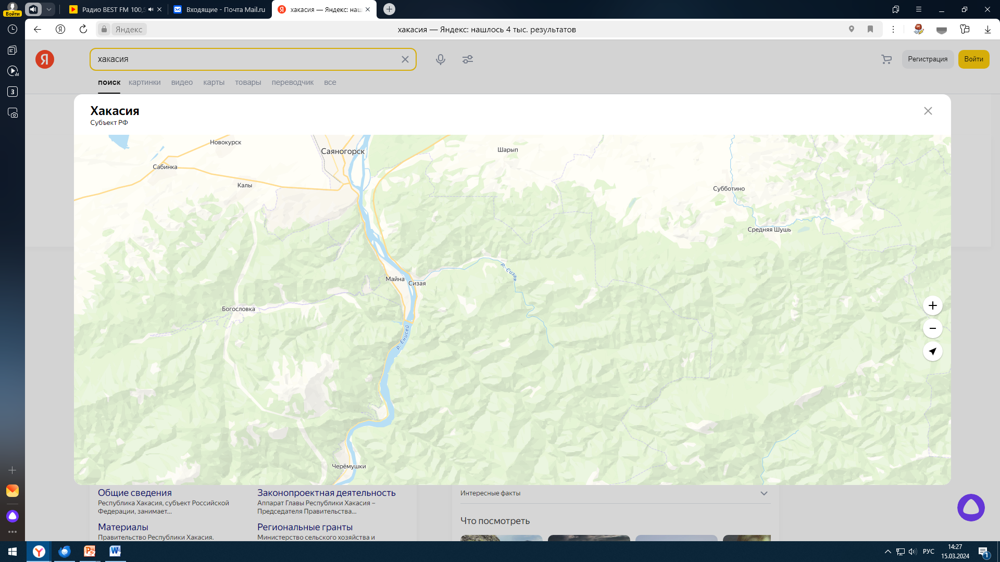 Войти
Радио BEST FM 100,5
Входящие - Почта Mail.ru
хакасия — Яндекс: наш
Яндекс
хакасия — Яндекс: нашлось 4 тыс. результатов
3
Я
хакасия
Регистрация
Войти
поиск
картинки
видео
карты
товары
переводчик
все
Хакасия
Субъект РФ
Новокурск
Саяногорск
Шарып
Сабинка
Калы
Субботино
Средняя Шушь
р. Сизая
Майна
Сизая
Богословка
р. Енисей
Черёмушки
Общие сведения
Республика Хакасия, субъект Российской
Федерации, занимает...
Материалы
Правительство Республики Хакасия.
Законопроектная деятельность
Аппарат Главы Республики Хакасия –
Председателя Правительства...
Региональные гранты
Министерство сельского хозяйства и
Интересные факты
Что посмотреть
РУС
14:27
15.03.2024
1